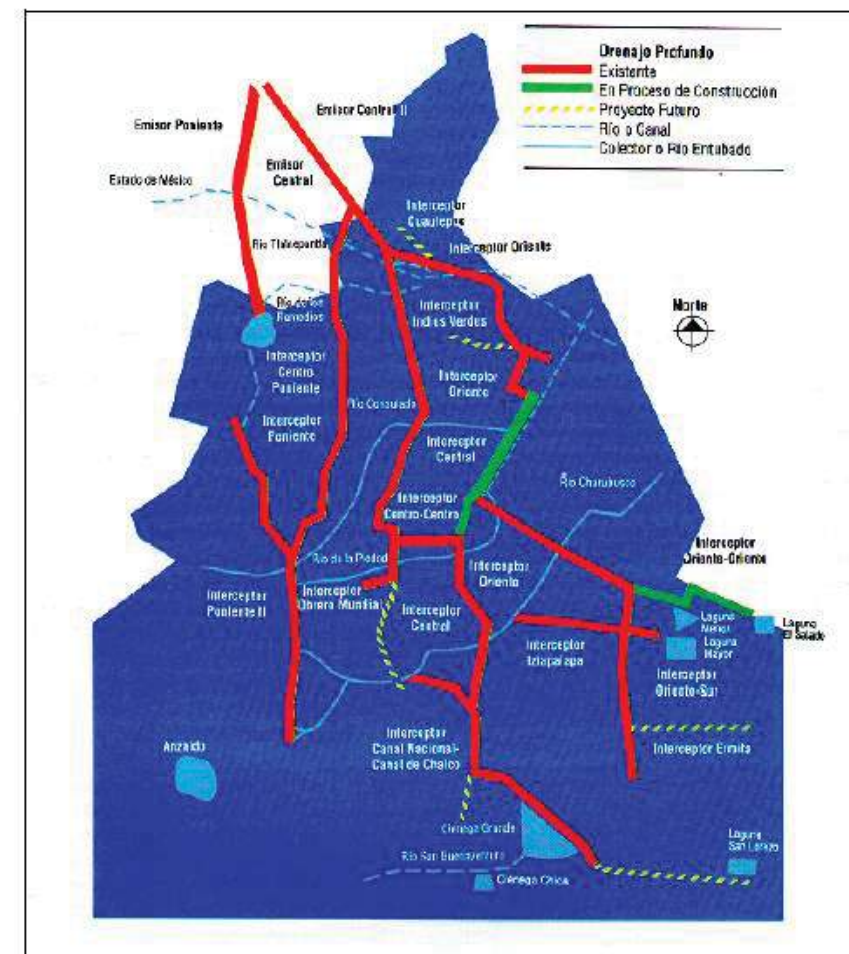 Drenaje Profundo
Existente
En Proceso de Construcción
Proyecto Futuro
Río o Canal
Colector o Río Entubado
Emisor Central II
Emisor Poniente
Emisor
Central
Estado de México
Interceptor
Cuautepec
Río Tlalnepantla
Interceptor Oriente
Río de los
Remedios
Interceptor
Indios Verdes
Norte
Interceptor
Centro-
Poniente
Interceptor
Oriente
Río Consulado
Interceptor
Poniente
Interceptor
Central
Río Churubusco
Interceptor
Centro-Centro
Interceptor
Oriente-Oriente
Río de la Piedad
Interceptor
Oriente
Interceptor
Poniente II
Interceptor
Obrero Mundial
Interceptor
Central
Laguna
Menor
Laguna
El Salado
Laguna
Mayor
Interceptor
Iztapalapa
Interceptor
Oriente-Sur
Anzaldo
Interceptor
Canal Nacional-
Canal de Chalco
Interceptor Ermita
Ciénega Grande
Laguna
San Lorenzo
Río San Buenaventura
Ciénega Chica